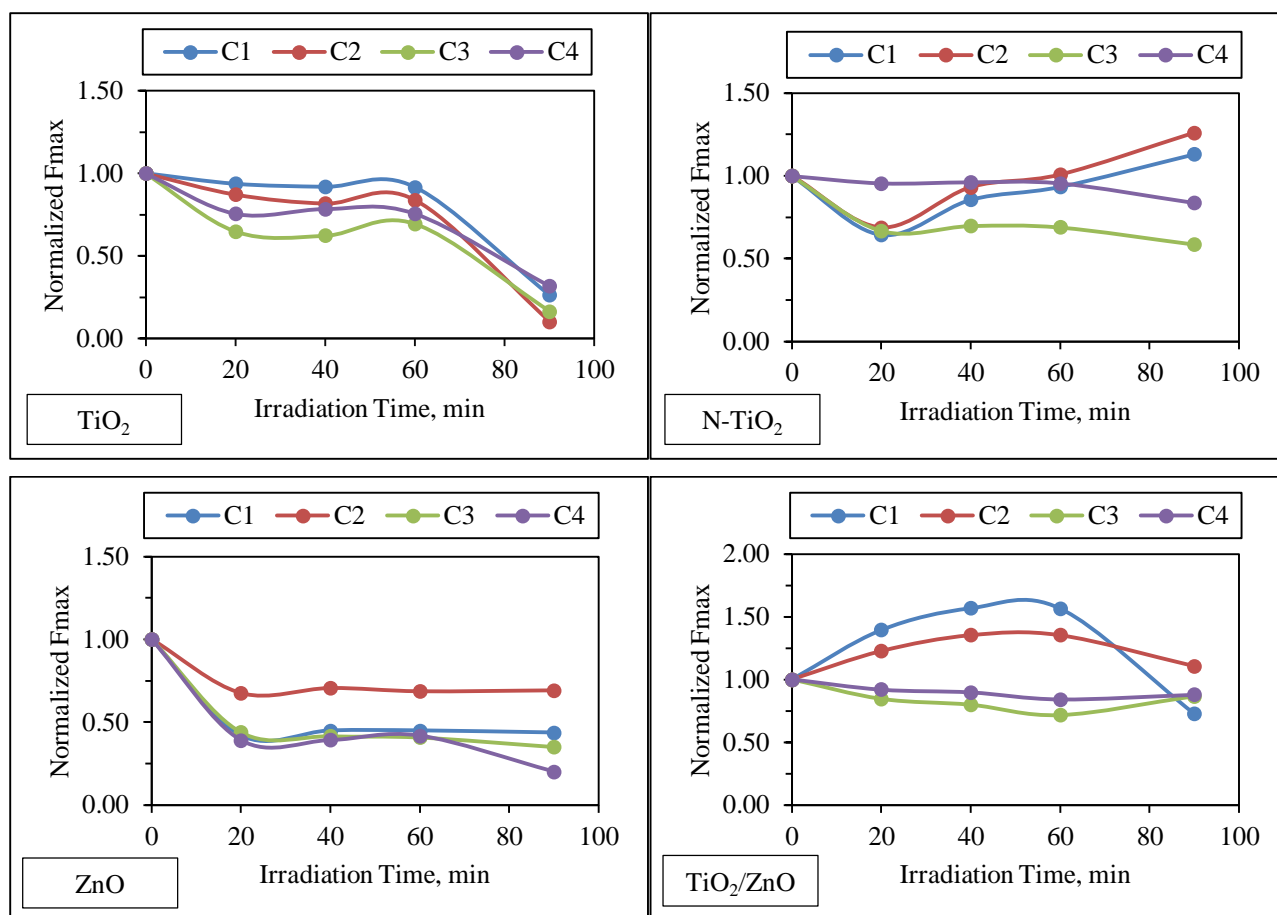 C1 C2 C3 C4
1.50
1.00
0.50
0.00
Normalized Fmax
0 20 40 60 80 100
Irradiation Time, min
TiO₂
C1 C2 C3 C4
1.50
1.00
0.50
0.00
Normalized Fmax
0 20 40 60 80 100
Irradiation Time, min
N-TiO₂
C1 C2 C3 C4
1.50
1.00
0.50
0.00
Normalized Fmax
0 20 40 60 80 100
Irradiation Time, min
ZnO
C1 C2 C3 C4
2.00
1.50
1.00
0.50
0.00
Normalized Fmax
0 20 40 60 80 100
Irradiation Time, min
TiO₂/ZnO